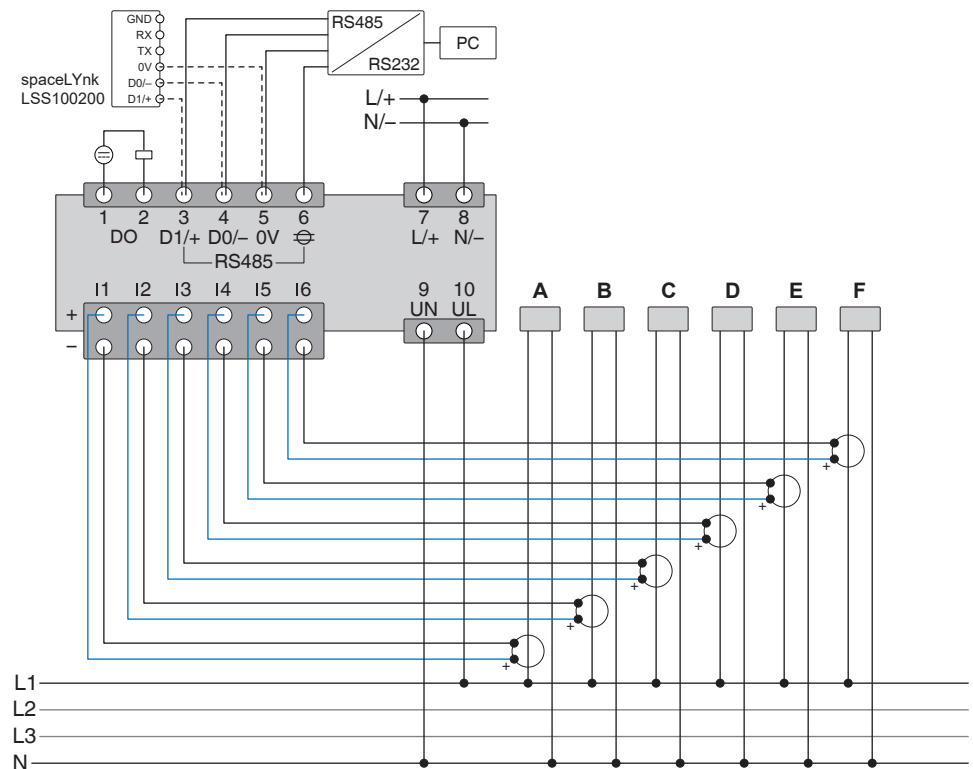 GND
RX
TX
0V
D0/–
D1/+
spaceLYnk
LSS100200
RS485
RS232
PC
L/+
N/–
1 2 3 4 5 6 7 8
DO D1/+ D0/– 0V L/+ N/–
RS485
I1 I2 I3 I4 I5 I6 9 10
UN UL
A B C D E F
+
–
+
+
+
+
+
+
L1
L2
L3
N